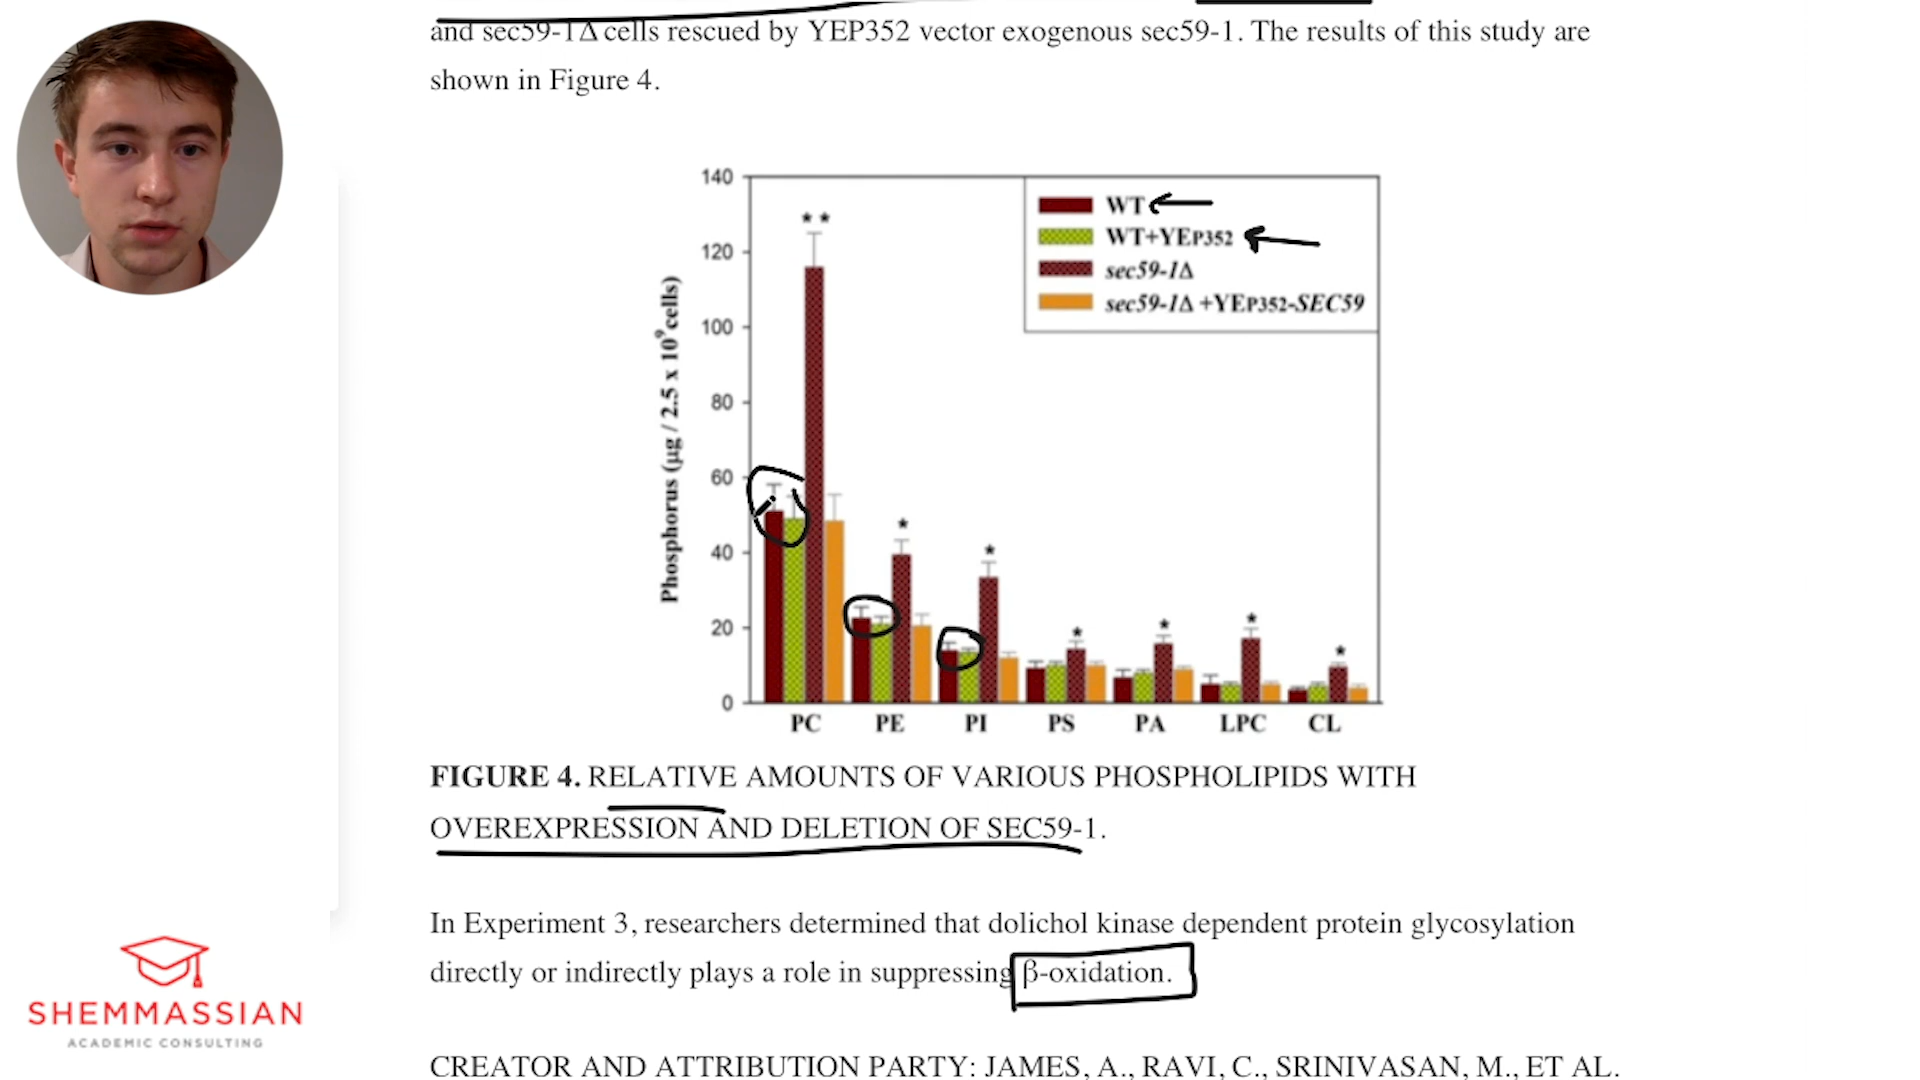 and sec59-1Δ cells rescued by YEP352 vector exogenous sec59-1. The results of this study are
shown in Figure 4.
140
120
100
80
60
40
20
0
Phosphorus (µg / 2.5 x 10⁹cells)
WT
WT+YEP352
sec59-1Δ
sec59-1Δ +YEP352-SEC59
* *
*
*
*
*
*
*
PC PE PI PS PA LPC CL
FIGURE 4. RELATIVE AMOUNTS OF VARIOUS PHOSPHOLIPIDS WITH
OVEREXPRESSION AND DELETION OF SEC59-1.
In Experiment 3, researchers determined that dolichol kinase dependent protein glycosylation
directly or indirectly plays a role in suppressing β-oxidation.
CREATOR AND ATTRIBUTION PARTY: JAMES, A., RAVI, C., SRINIVASAN, M., ET AL.
SHEMMASSIAN
ACADEMIC CONSULTING